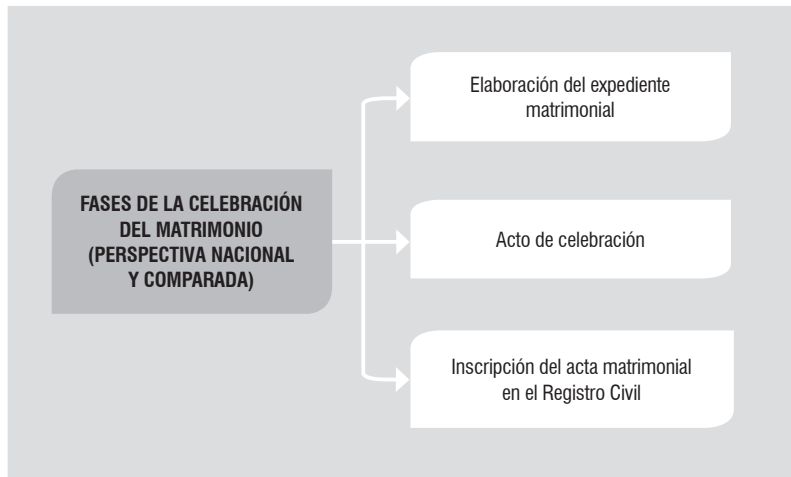 FASES DE LA CELEBRACIÓN
DEL MATRIMONIO
(PERSPECTIVA NACIONAL
Y COMPARADA)
Elaboración del expediente
matrimonial
Acto de celebración
Inscripción del acta matrimonial
en el Registro Civil